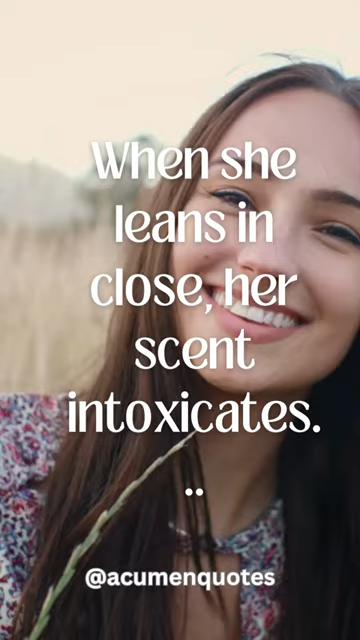 When she
leans in
close, her
scent
intoxicates.
..
@acumenquotes